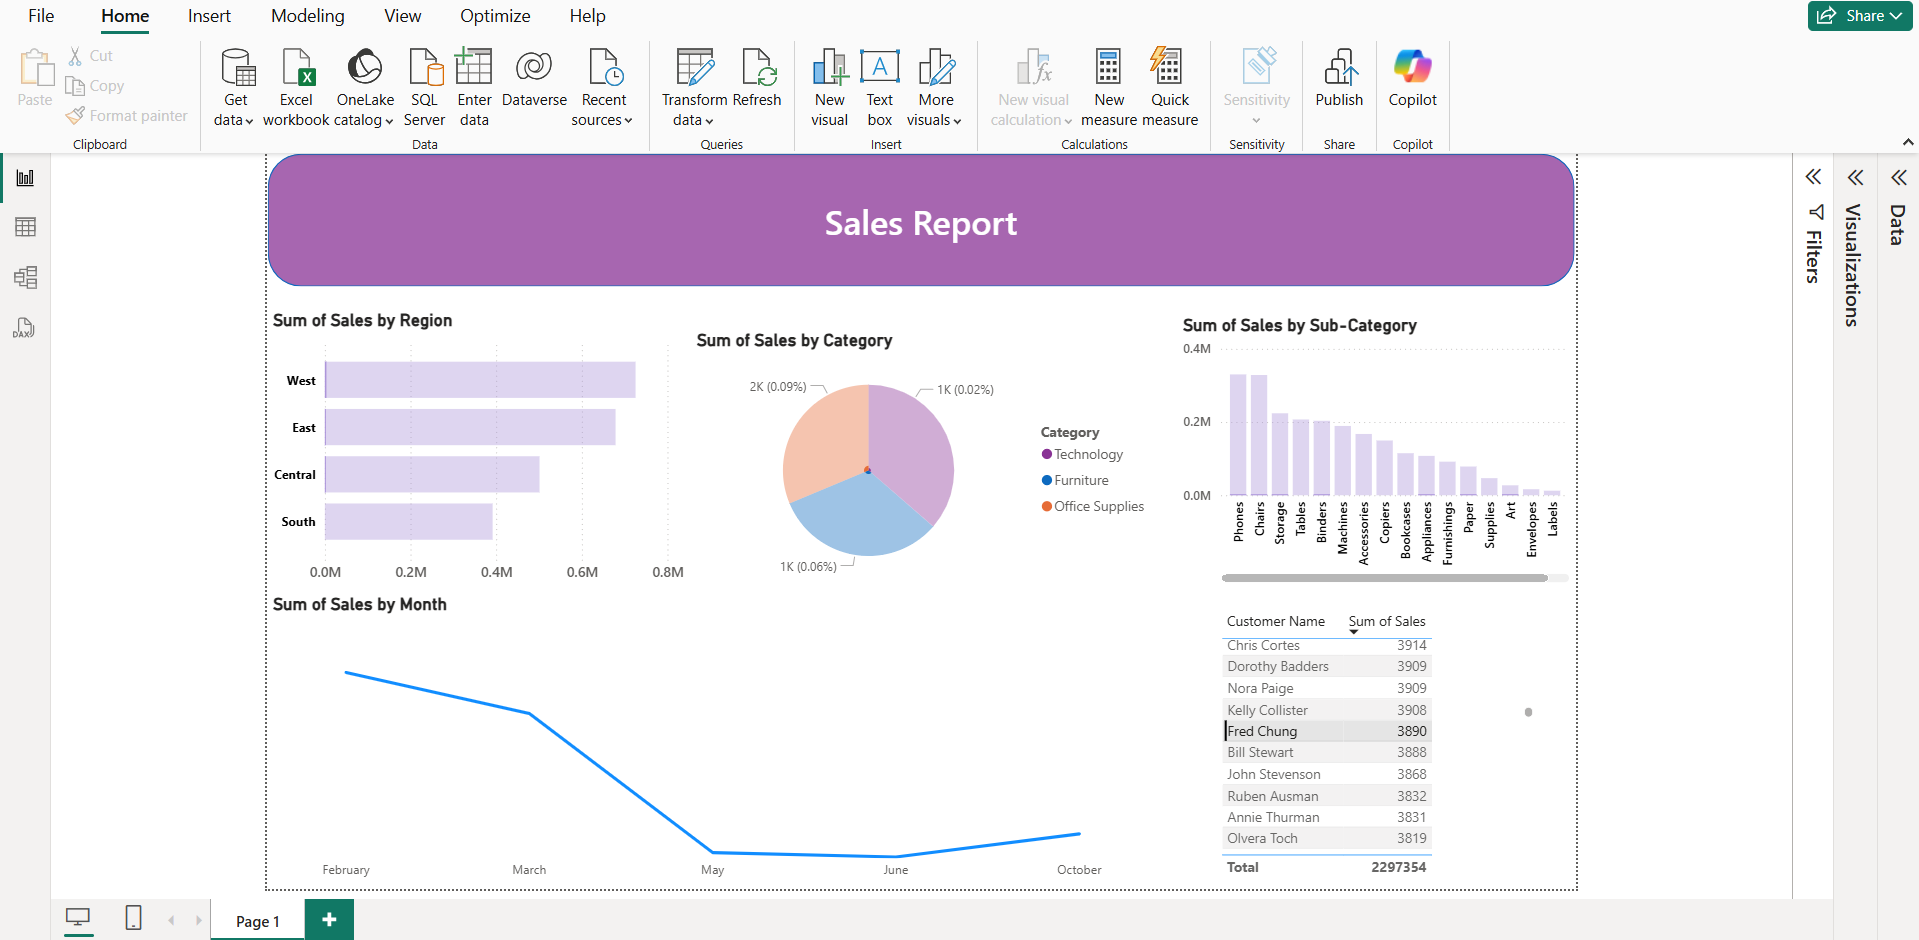 File Home Insert Modeling View Optimize Help
Share
Paste
Cut
Copy
Format painter
Clipboard
Get data
Excel workbook
OneLake catalog
SQL Server
Enter data
Dataverse
Recent sources
Data
Transform data
Refresh
Queries
New visual
Text box
More visuals
Insert
New visual calculation
New measure
Quick measure
Calculations
Sensitivity
Sensitivity
Publish
Share
Copilot
Copilot
DAX
Filters
Visualizations
Data
Sales Report
Sum of Sales by Region
West
East
Central
South
0.0M 0.2M 0.4M 0.6M 0.8M
Sum of Sales by Category
2K (0.09%)
1K (0.02%)
1K (0.06%)
Category
Technology
Furniture
Office Supplies
Sum of Sales by Sub-Category
0.4M
0.2M
0.0M
Phones
Chairs
Storage
Tables
Binders
Machines
Accessories
Copiers
Bookcases
Appliances
Furnishings
Paper
Supplies
Art
Envelopes
Labels
Sum of Sales by Month
February March May June October
Customer Name Sum of Sales
Chris Cortes 3914
Dorothy Badders 3909
Nora Paige 3909
Kelly Collister 3908
Fred Chung 3890
Bill Stewart 3888
John Stevenson 3868
Ruben Ausman 3832
Annie Thurman 3831
Olvera Toch 3819
Total 2297354
Page 1